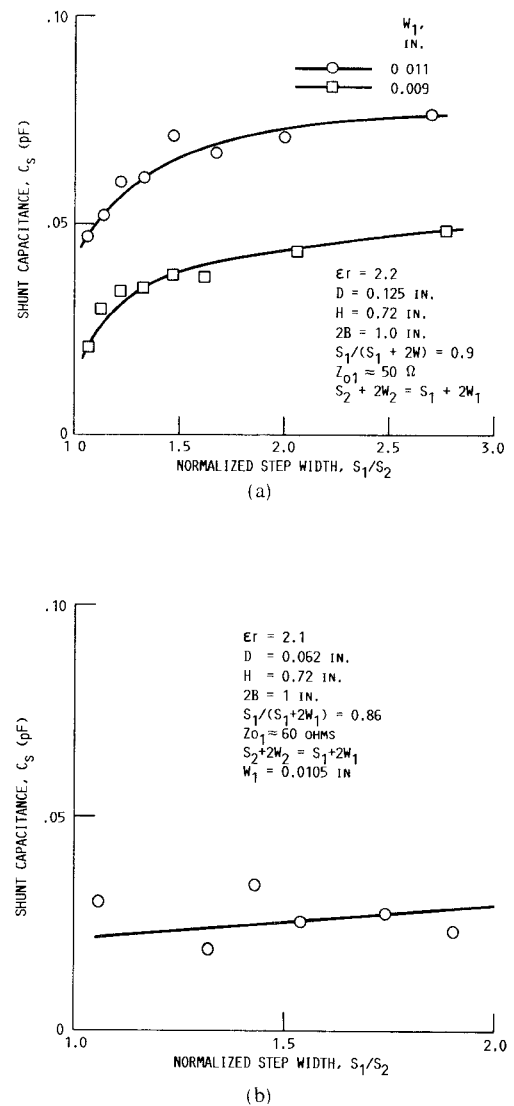 .10
.05
0
SHUNT CAPACITANCE, Cs (pF)
W1,
IN.
0 011
0.009
εr = 2.2
D = 0.125 IN.
H = 0.72 IN.
2B = 1.0 IN.
S1/(S1 + 2W) = 0.9
Zo1 ≈ 50 Ω
S2 + 2W2 = S1 + 2W1
1 0 1.5 2.0 2.5 3.0
NORMALIZED STEP WIDTH, S1/S2
(a)
.10
.05
0
SHUNT CAPACITANCE, Cs (pF)
εr = 2.1
D = 0.062 IN.
H = 0.72 IN.
2B = 1 IN.
S1/(S1+2W1) = 0.86
Zo1≈ 60 OHMS
S2+2W2 = S1+2W1
W1 = 0.0105 IN
1.0 1.5 2.0
NORMALIZED STEP WIDTH, S1/S2
(b)